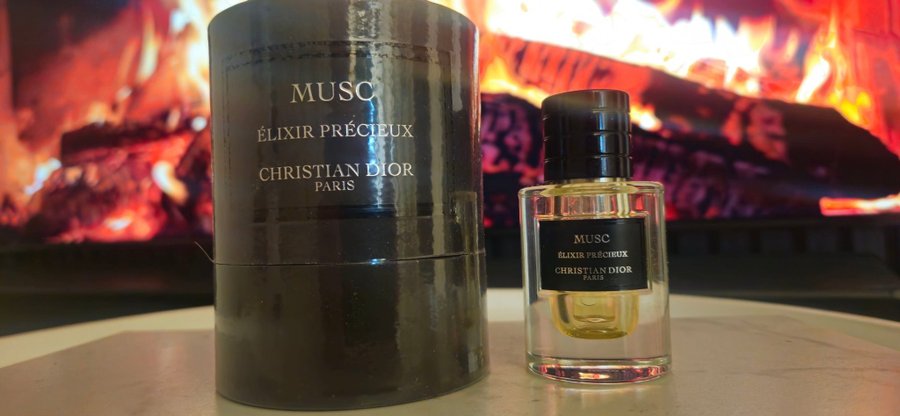 MUSC
ÉLIXIR PRÉCIEUX
CHRISTIAN DIOR
PARIS
MUSC
ÉLIXIR PRÉCIEUX
CHRISTIAN DIOR
PARIS